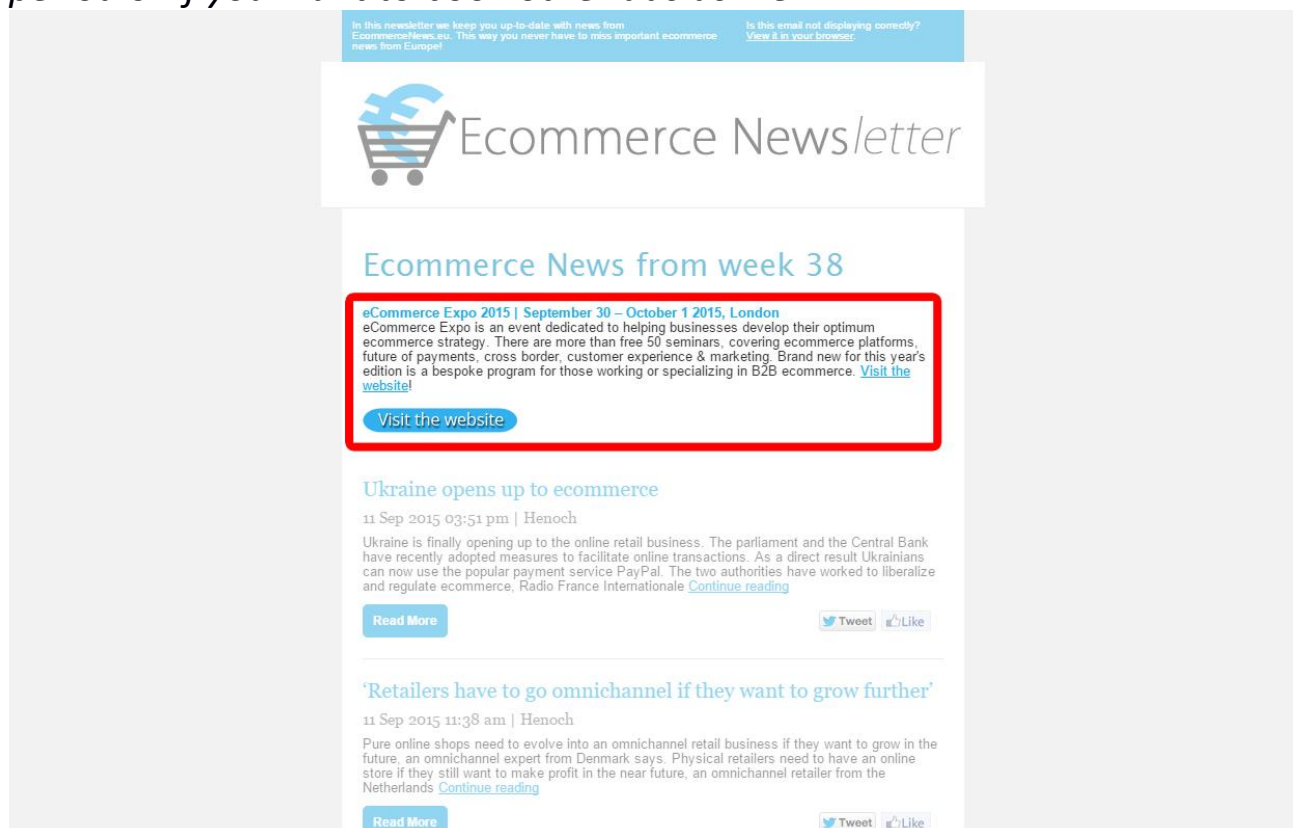 In this newsletter we keep you up-to-date with news from
EcommerceNews.eu. This way you never have to miss important ecommerce
news from Europe!
Is this email not displaying correctly?
View it in your browser.
Ecommerce Newsletter
Ecommerce News from week 38
eCommerce Expo 2015 | September 30 – October 1 2015, London
eCommerce Expo is an event dedicated to helping businesses develop their optimum
ecommerce strategy. There are more than free 50 seminars, covering ecommerce platforms,
future of payments, cross border, customer experience & marketing. Brand new for this year's
edition is a bespoke program for those working or specializing in B2B ecommerce. Visit the
website!
Visit the website
Ukraine opens up to ecommerce
11 Sep 2015 03:51 pm | Henoch
Ukraine is finally opening up to the online retail business. The parliament and the Central Bank
have recently adopted measures to facilitate online transactions. As a direct result Ukrainians
can now use the popular payment service PayPal. The two authorities have worked to liberalize
and regulate ecommerce, Radio France Internationale Continue reading
Read More
Tweet Like
‘Retailers have to go omnichannel if they want to grow further’
11 Sep 2015 11:38 am | Henoch
Pure online shops need to evolve into an omnichannel retail business if they want to grow in the
future, an omnichannel expert from Denmark says. Physical retailers need to have an online
store if they still want to make profit in the near future, an omnichannel retailer from the
Netherlands Continue reading
Read More
Tweet Like